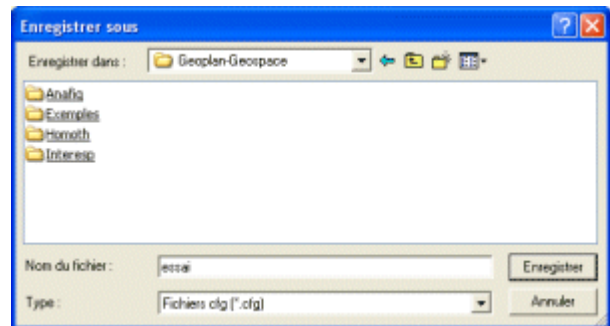 Enregistrer sous
Enregistrer dans : Geoplan-Geospace
Anafig
Exemples
Homoth
Interesp
Nom du fichier : essai Enregistrer
Type : Fichiers cfg (*.cfg) Annuler